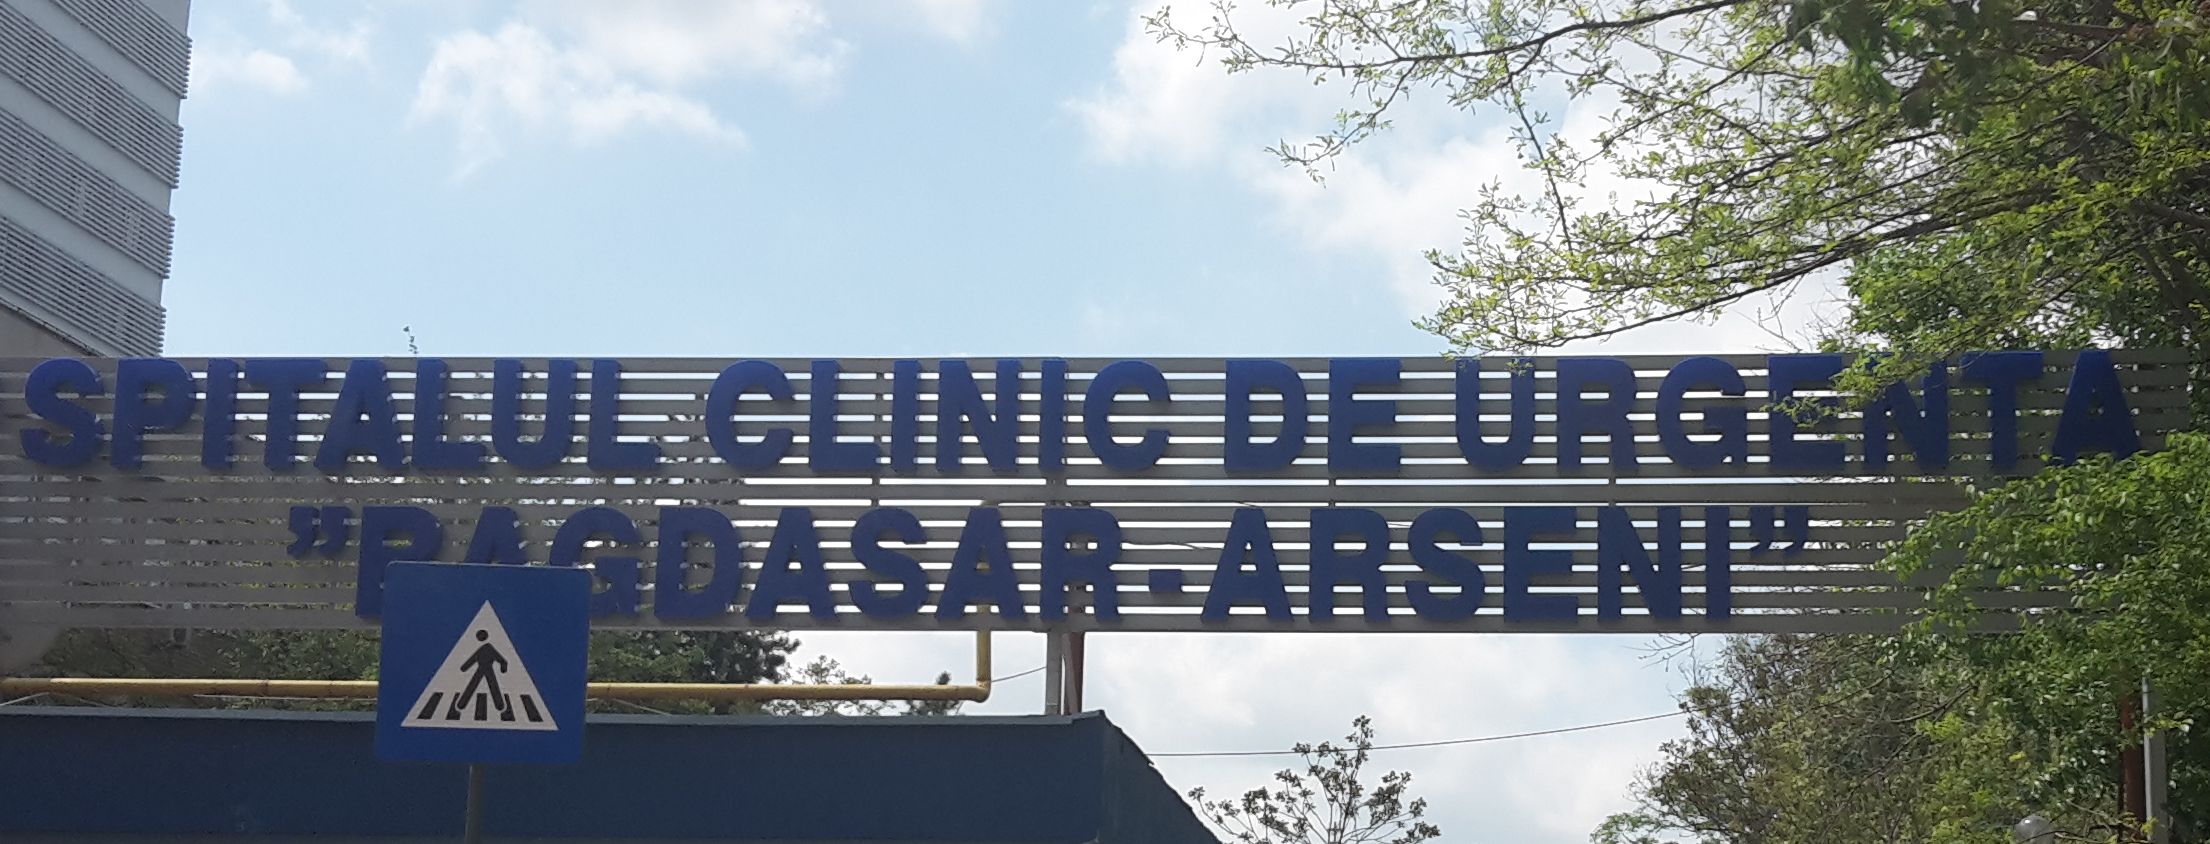 SPITALUL CLINIC DE URGENTA
”BAGDASAR-ARSENI”